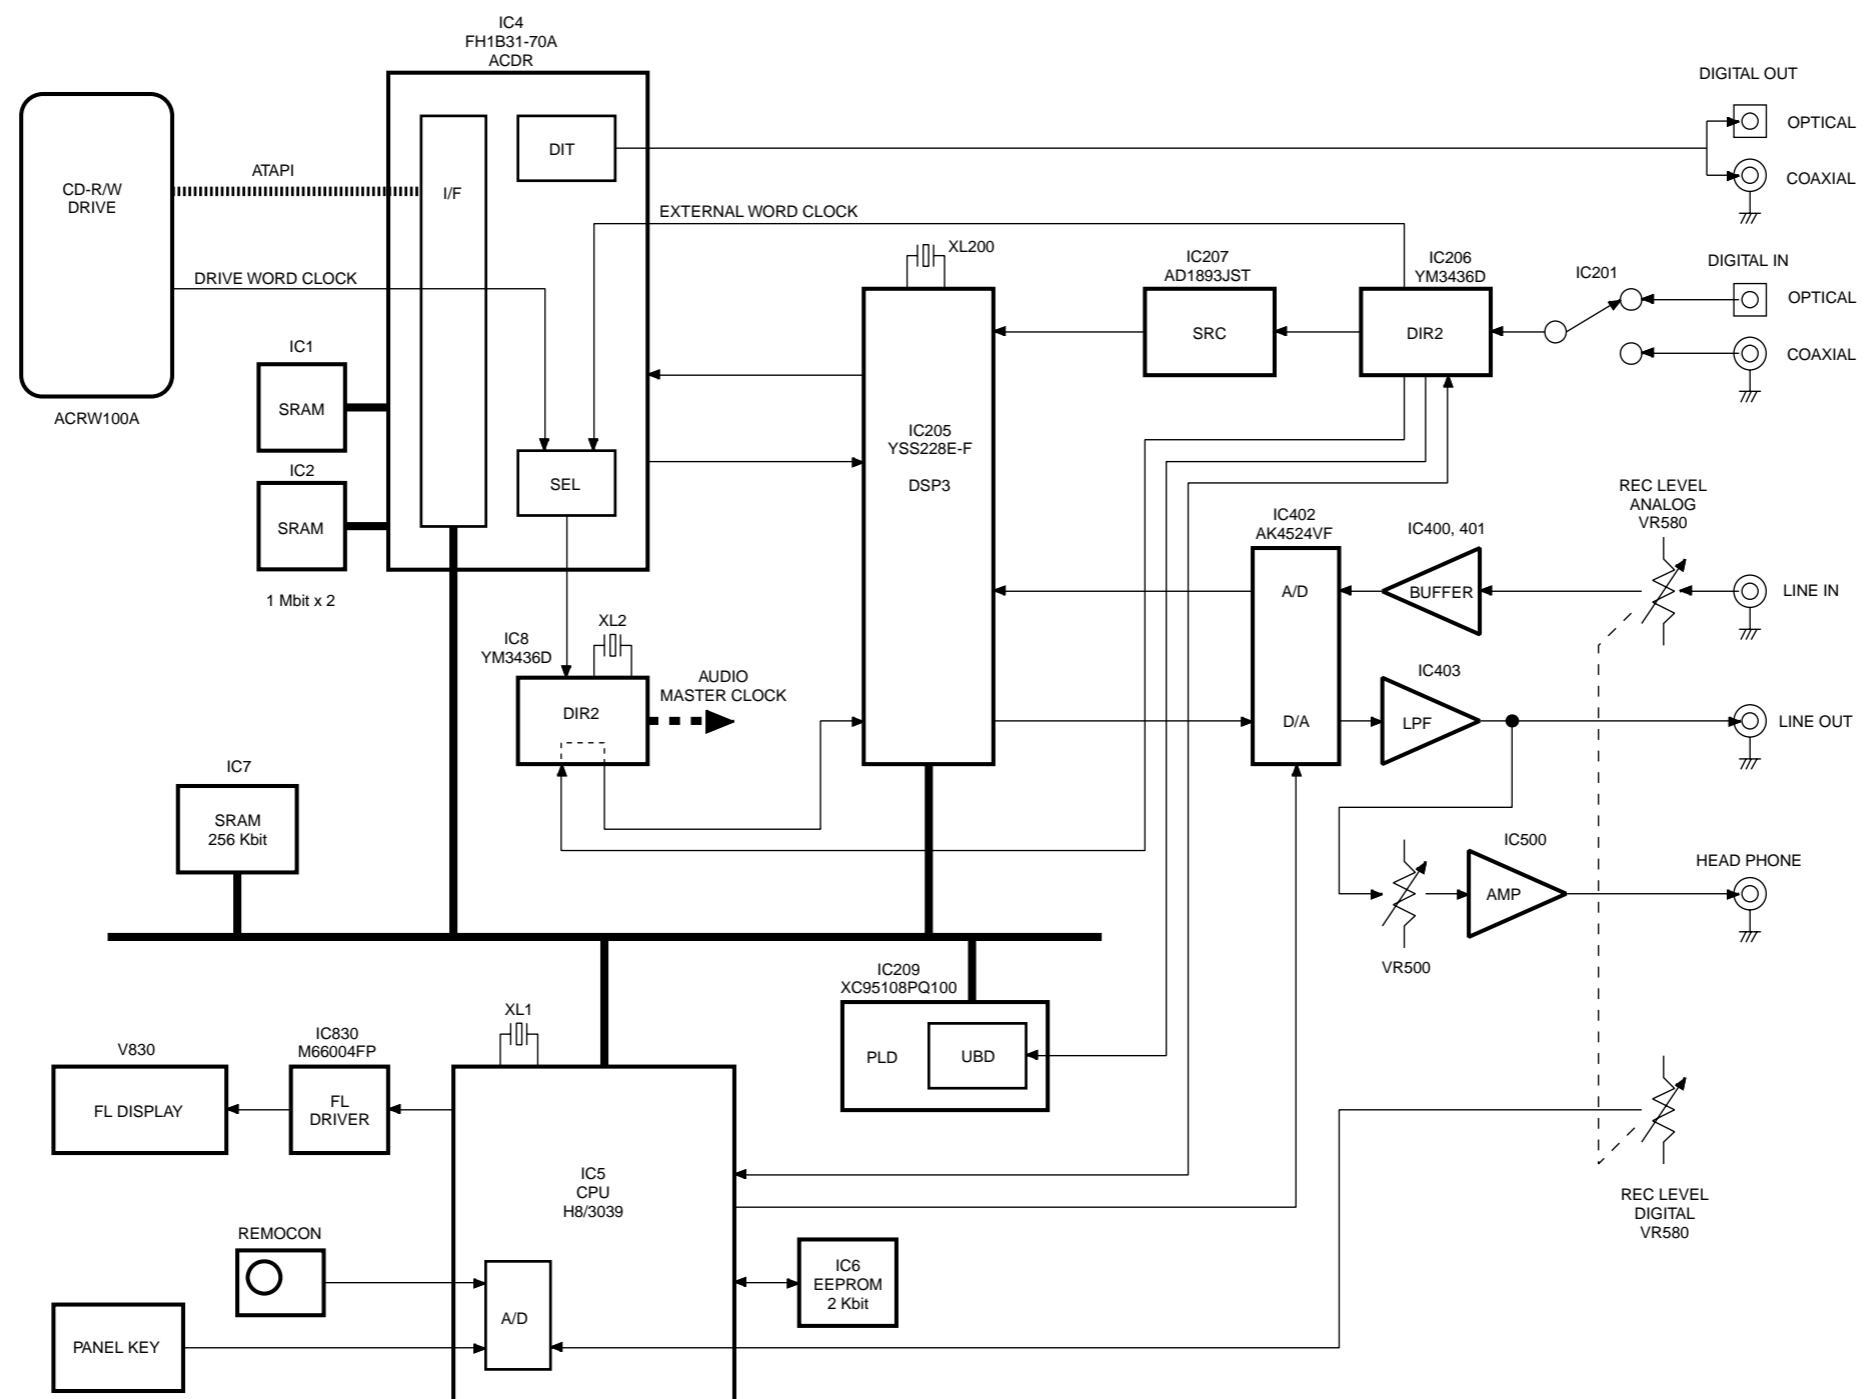 IC4
FH1B31-70A
ACDR
DIGITAL OUT
OPTICAL
COAXIAL
DIT
CD-R/W
DRIVE
ATAPI
I/F
EXTERNAL WORD CLOCK
XL200
IC207
AD1893JST
IC206
YM3436D
IC201
DIGITAL IN
OPTICAL
COAXIAL
DRIVE WORD CLOCK
SRC
DIR2
IC1
SRAM
ACRW100A
IC2
SRAM
1 Mbit x 2
SEL
IC205
YSS228E-F
DSP3
REC LEVEL
ANALOG
VR580
IC402
AK4524VF
IC400, 401
A/D
BUFFER
LINE IN
IC8
YM3436D
XL2
AUDIO
MASTER CLOCK
DIR2
IC403
D/A
LPF
LINE OUT
IC7
SRAM
256 Kbit
IC500
AMP
HEAD PHONE
VR500
IC209
XC95108PQ100
PLD
UBD
XL1
V830
IC830
M66004FP
FL DISPLAY
FL
DRIVER
IC5
CPU
H8/3039
REC LEVEL
DIGITAL
VR580
REMOCON
IC6
EEPROM
2 Kbit
A/D
PANEL KEY